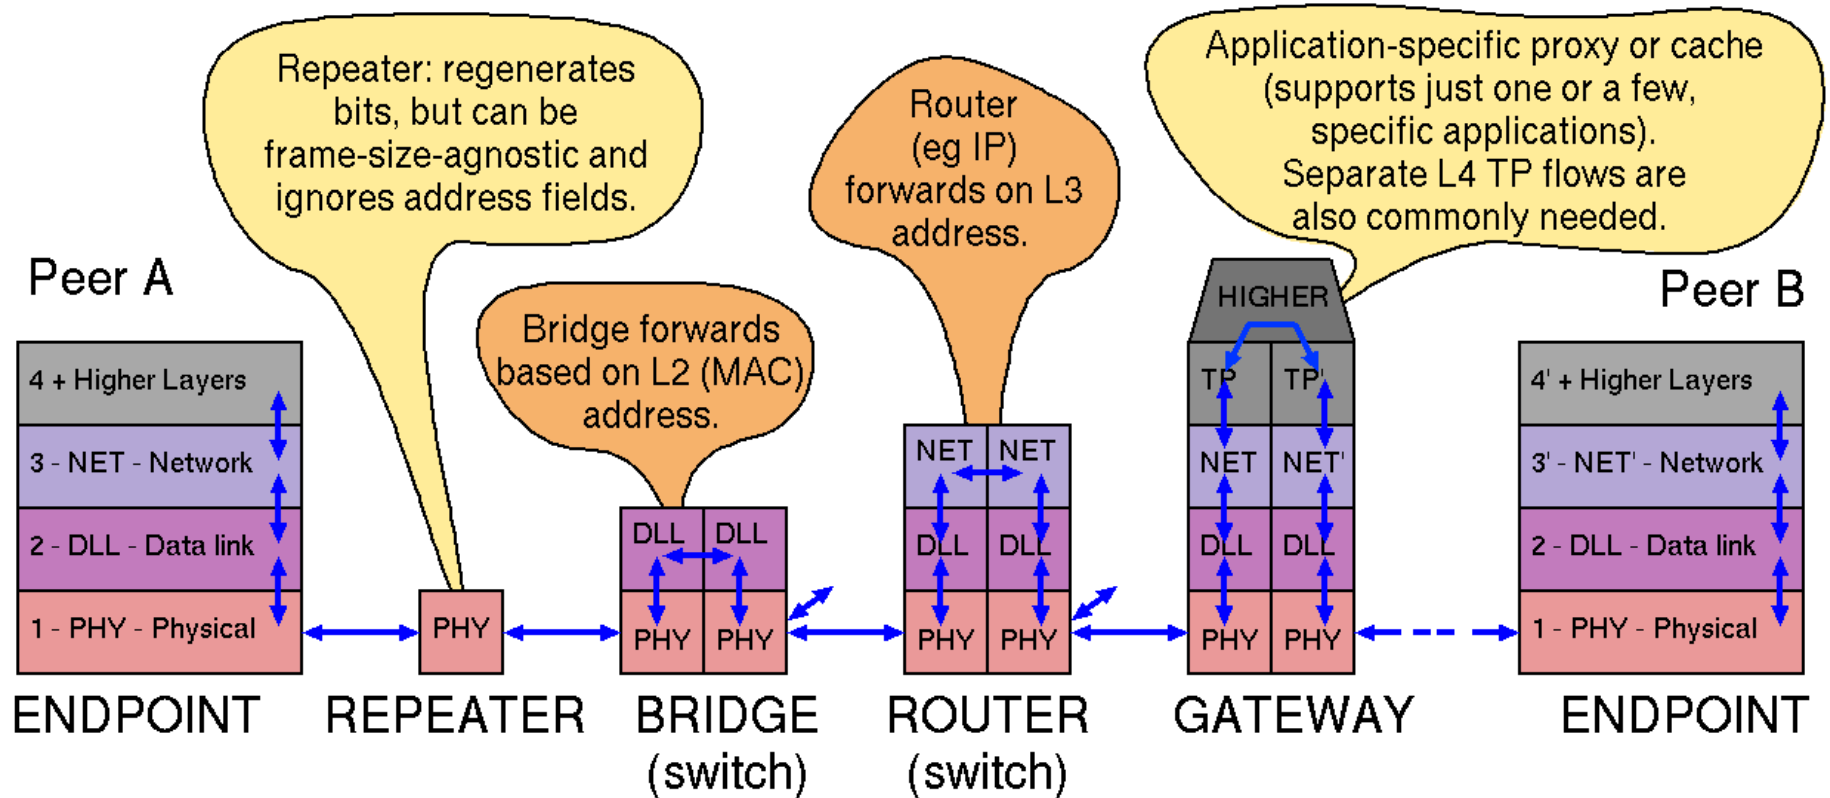 Repeater: regenerates
bits, but can be
frame-size-agnostic and
ignores address fields.
Router
(eg IP)
forwards on L3
address.
Application-specific proxy or cache
(supports just one or a few,
specific applications).
Separate L4 TP flows are
also commonly needed.
Bridge forwards
based on L2 (MAC)
address.
Peer A
4 + Higher Layers
3 - NET - Network
2 - DLL - Data link
1 - PHY - Physical
ENDPOINT
PHY
REPEATER
DLL DLL
PHY PHY
BRIDGE
(switch)
NET NET
DLL DLL
PHY PHY
ROUTER
(switch)
HIGHER
TP TP'
NET NET'
DLL DLL'
PHY PHY
GATEWAY
Peer B
4' + Higher Layers
3' - NET' - Network
2 - DLL - Data link
1 - PHY - Physical
ENDPOINT